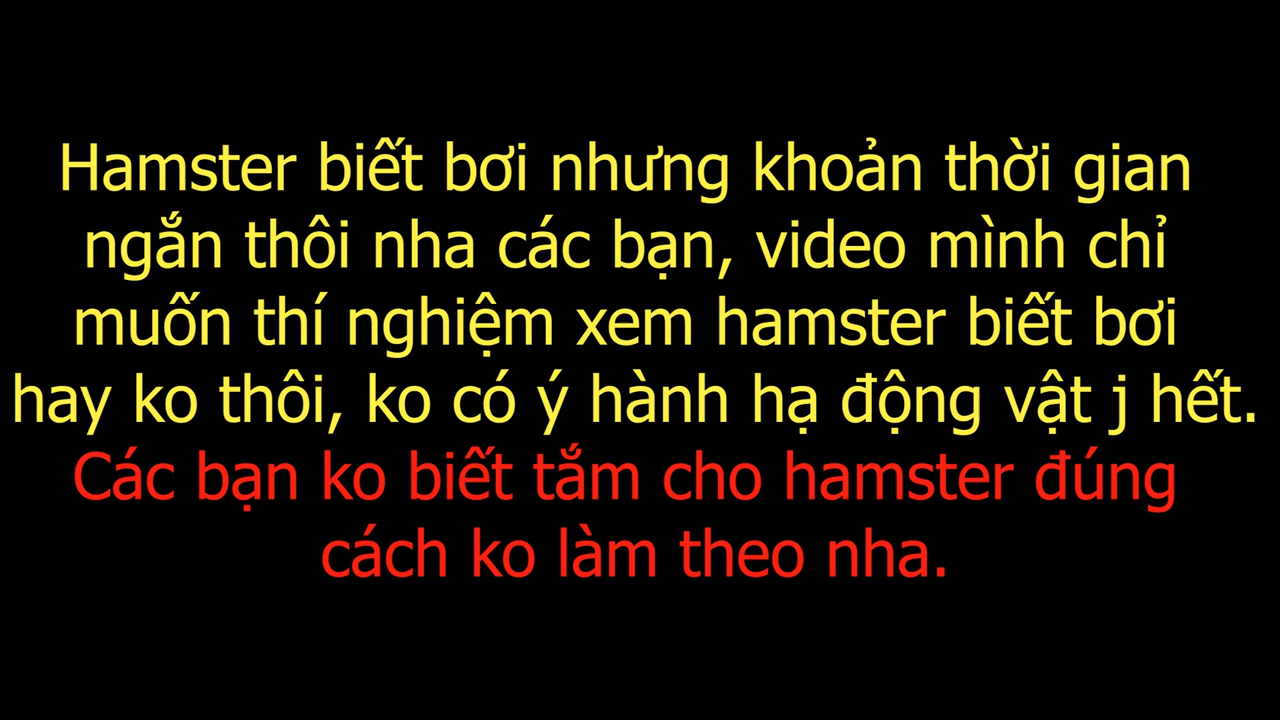 Hamster biết bơi nhưng khoản thời gian
ngắn thôi nha các bạn, video mình chỉ
muốn thí nghiệm xem hamster biết bơi
hay ko thôi, ko có ý hành hạ động vật j hết.
Các bạn ko biết tắm cho hamster đúng
cách ko làm theo nha.